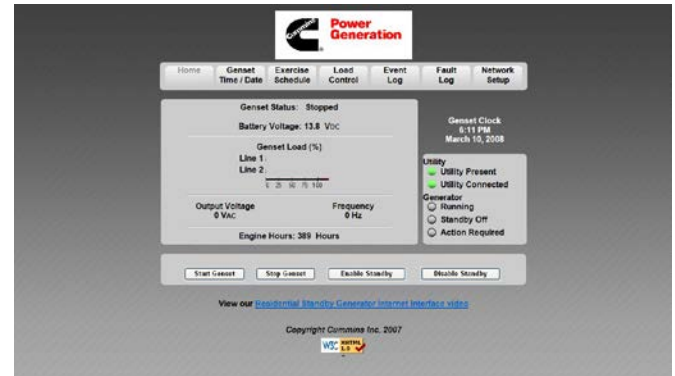 Cummins
Power
Generation
Home
Genset
Time / Date
Exercise
Schedule
Load
Control
Event
Log
Fault
Log
Network
Setup
Genset Status: Stopped
Battery Voltage: 13.8 VDC
Genset Load (%)
Line 1
Line 2
0 25 50 75 100
Output Voltage
0 VAC
Frequency
0 Hz
Engine Hours: 389 Hours
Genset Clock
6:11 PM
March 10, 2008
Utility
Utility Present
Utility Connected
Generator
Running
Standby Off
Action Required
Start Genset
Stop Genset
Enable Standby
Disable Standby
View our Residential Standby Generator Internet Interface video
Copyright Cummins Inc. 2007
W3C XHTML 1.0